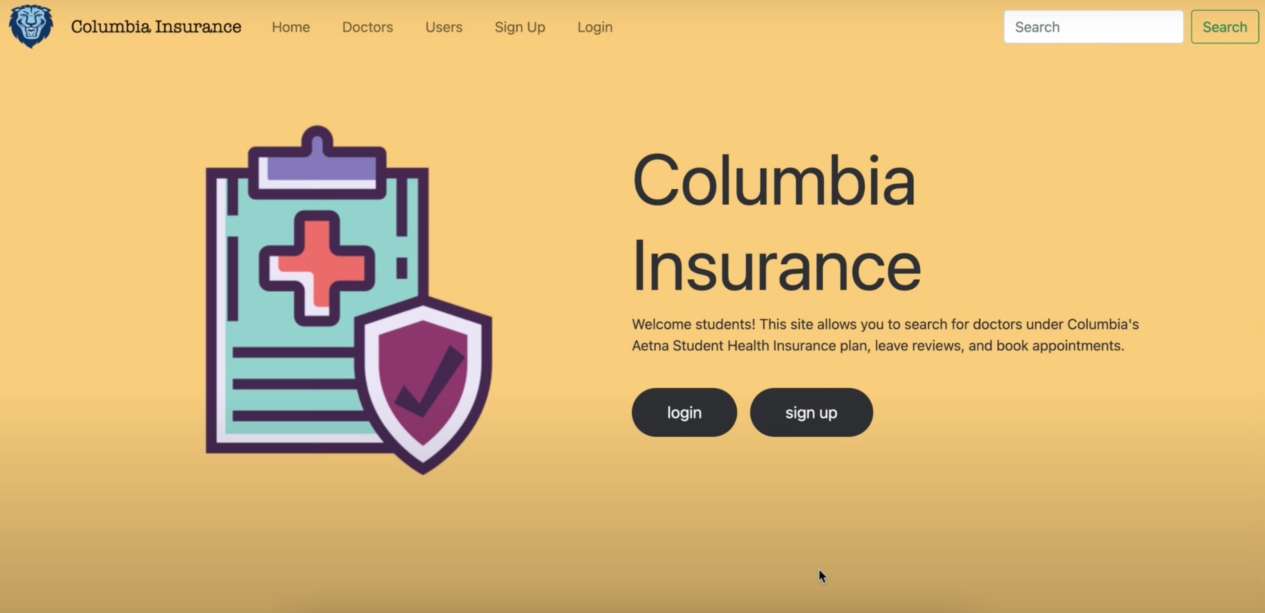 Columbia Insurance Home Doctors Users Sign Up Login Search Search
Columbia
Insurance
Welcome students! This site allows you to search for doctors under Columbia's
Aetna Student Health Insurance plan, leave reviews, and book appointments.
login sign up